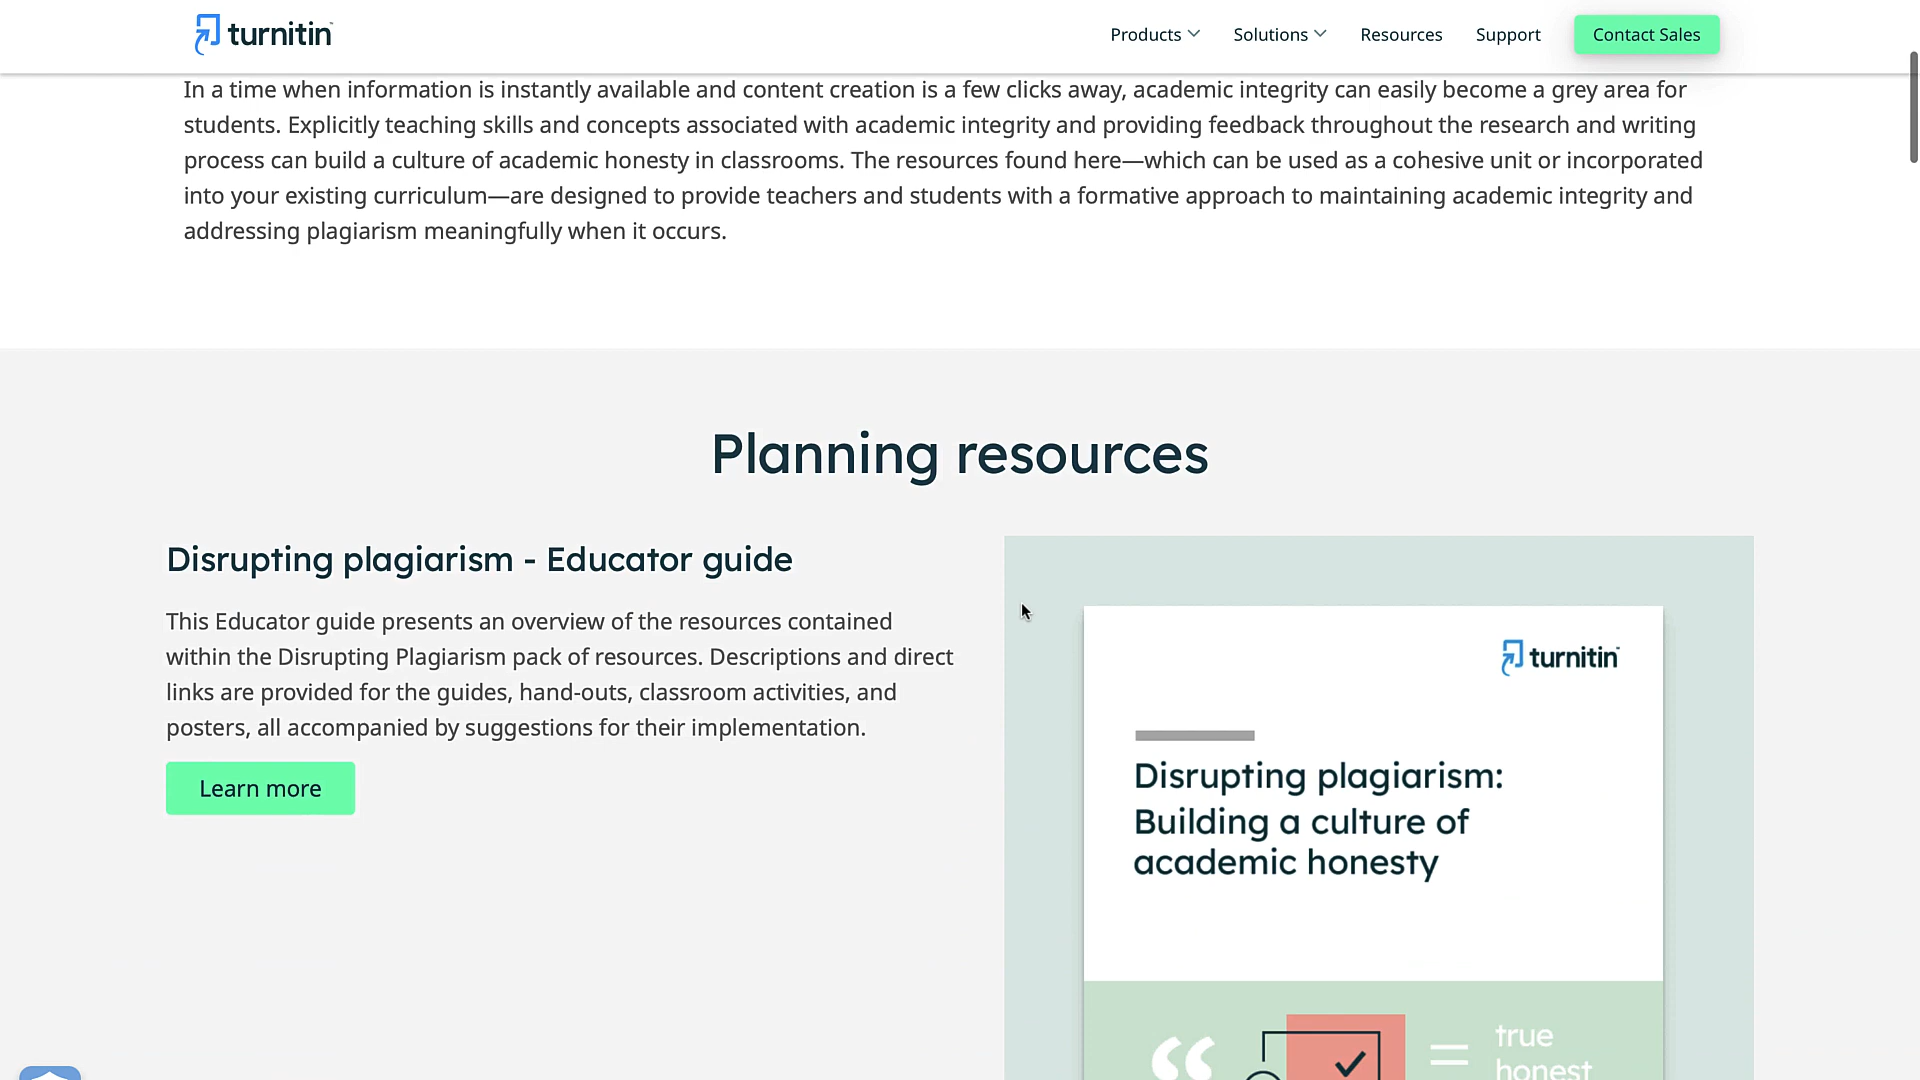 turnitin
Products
Solutions
Resources
Support
Contact Sales
In a time when information is instantly available and content creation is a few clicks away, academic integrity can easily become a grey area for
students. Explicitly teaching skills and concepts associated with academic integrity and providing feedback throughout the research and writing
process can build a culture of academic honesty in classrooms. The resources found here—which can be used as a cohesive unit or incorporated
into your existing curriculum—are designed to provide teachers and students with a formative approach to maintaining academic integrity and
addressing plagiarism meaningfully when it occurs.
Planning resources
Disrupting plagiarism - Educator guide
This Educator guide presents an overview of the resources contained
within the Disrupting Plagiarism pack of resources. Descriptions and direct
links are provided for the guides, hand-outs, classroom activities, and
posters, all accompanied by suggestions for their implementation.
Learn more
turnitin
Disrupting plagiarism:
Building a culture of
academic honesty
“ = true
honest